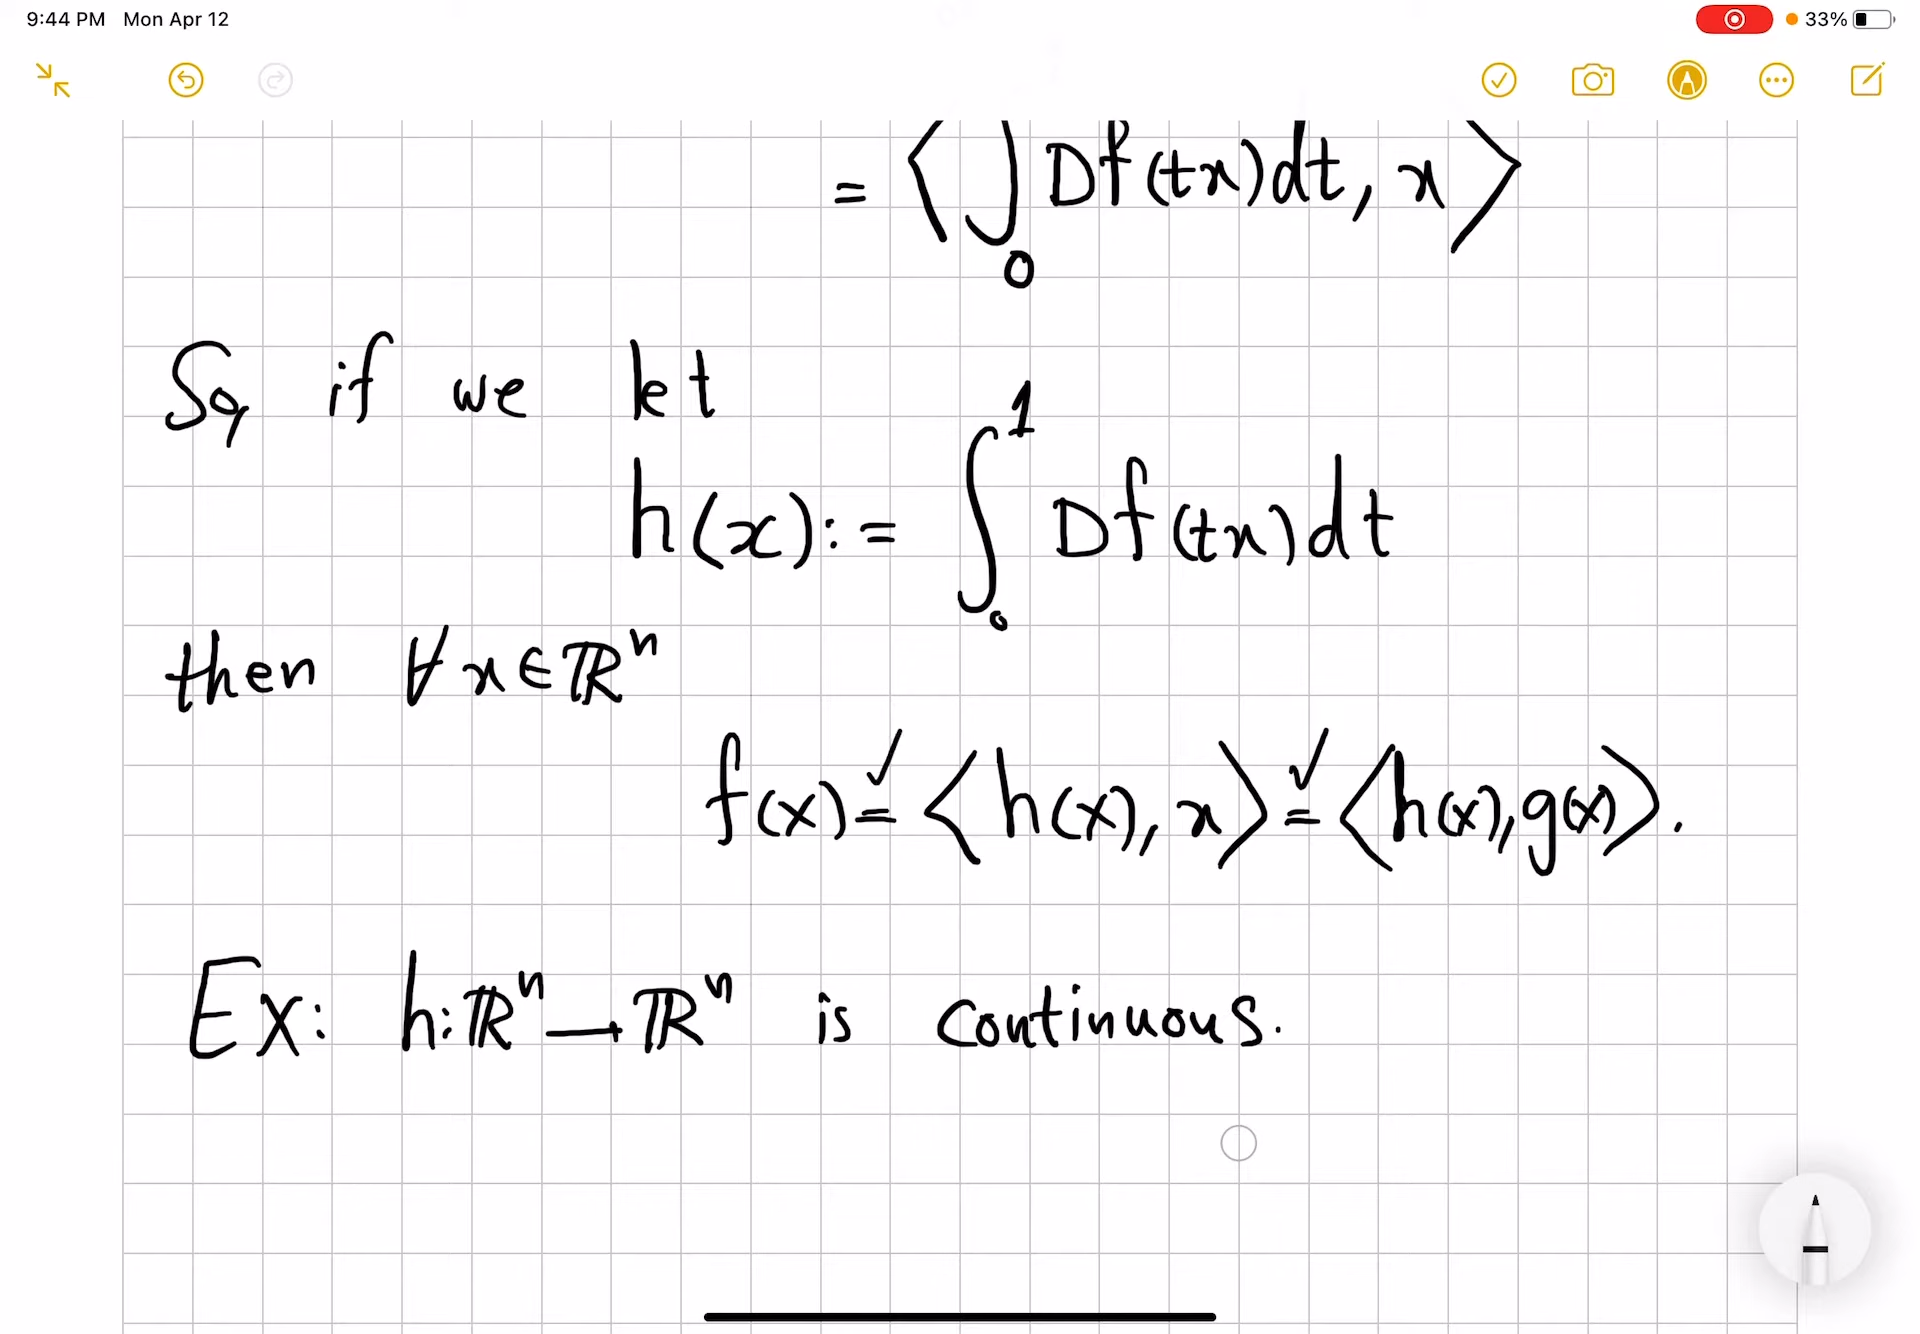 9:44 PM Mon Apr 12 33%
= ⟨∫₀ Df(tx)dt, x⟩
So, if we let
h(x) := ∫₀¹ Df(tx)dt
then ∀x∈ℝⁿ
f(x) =✓ ⟨h(x), x⟩ =✓ ⟨h(x), g(x)⟩.
Ex: h: ℝⁿ → ℝⁿ is continuous.